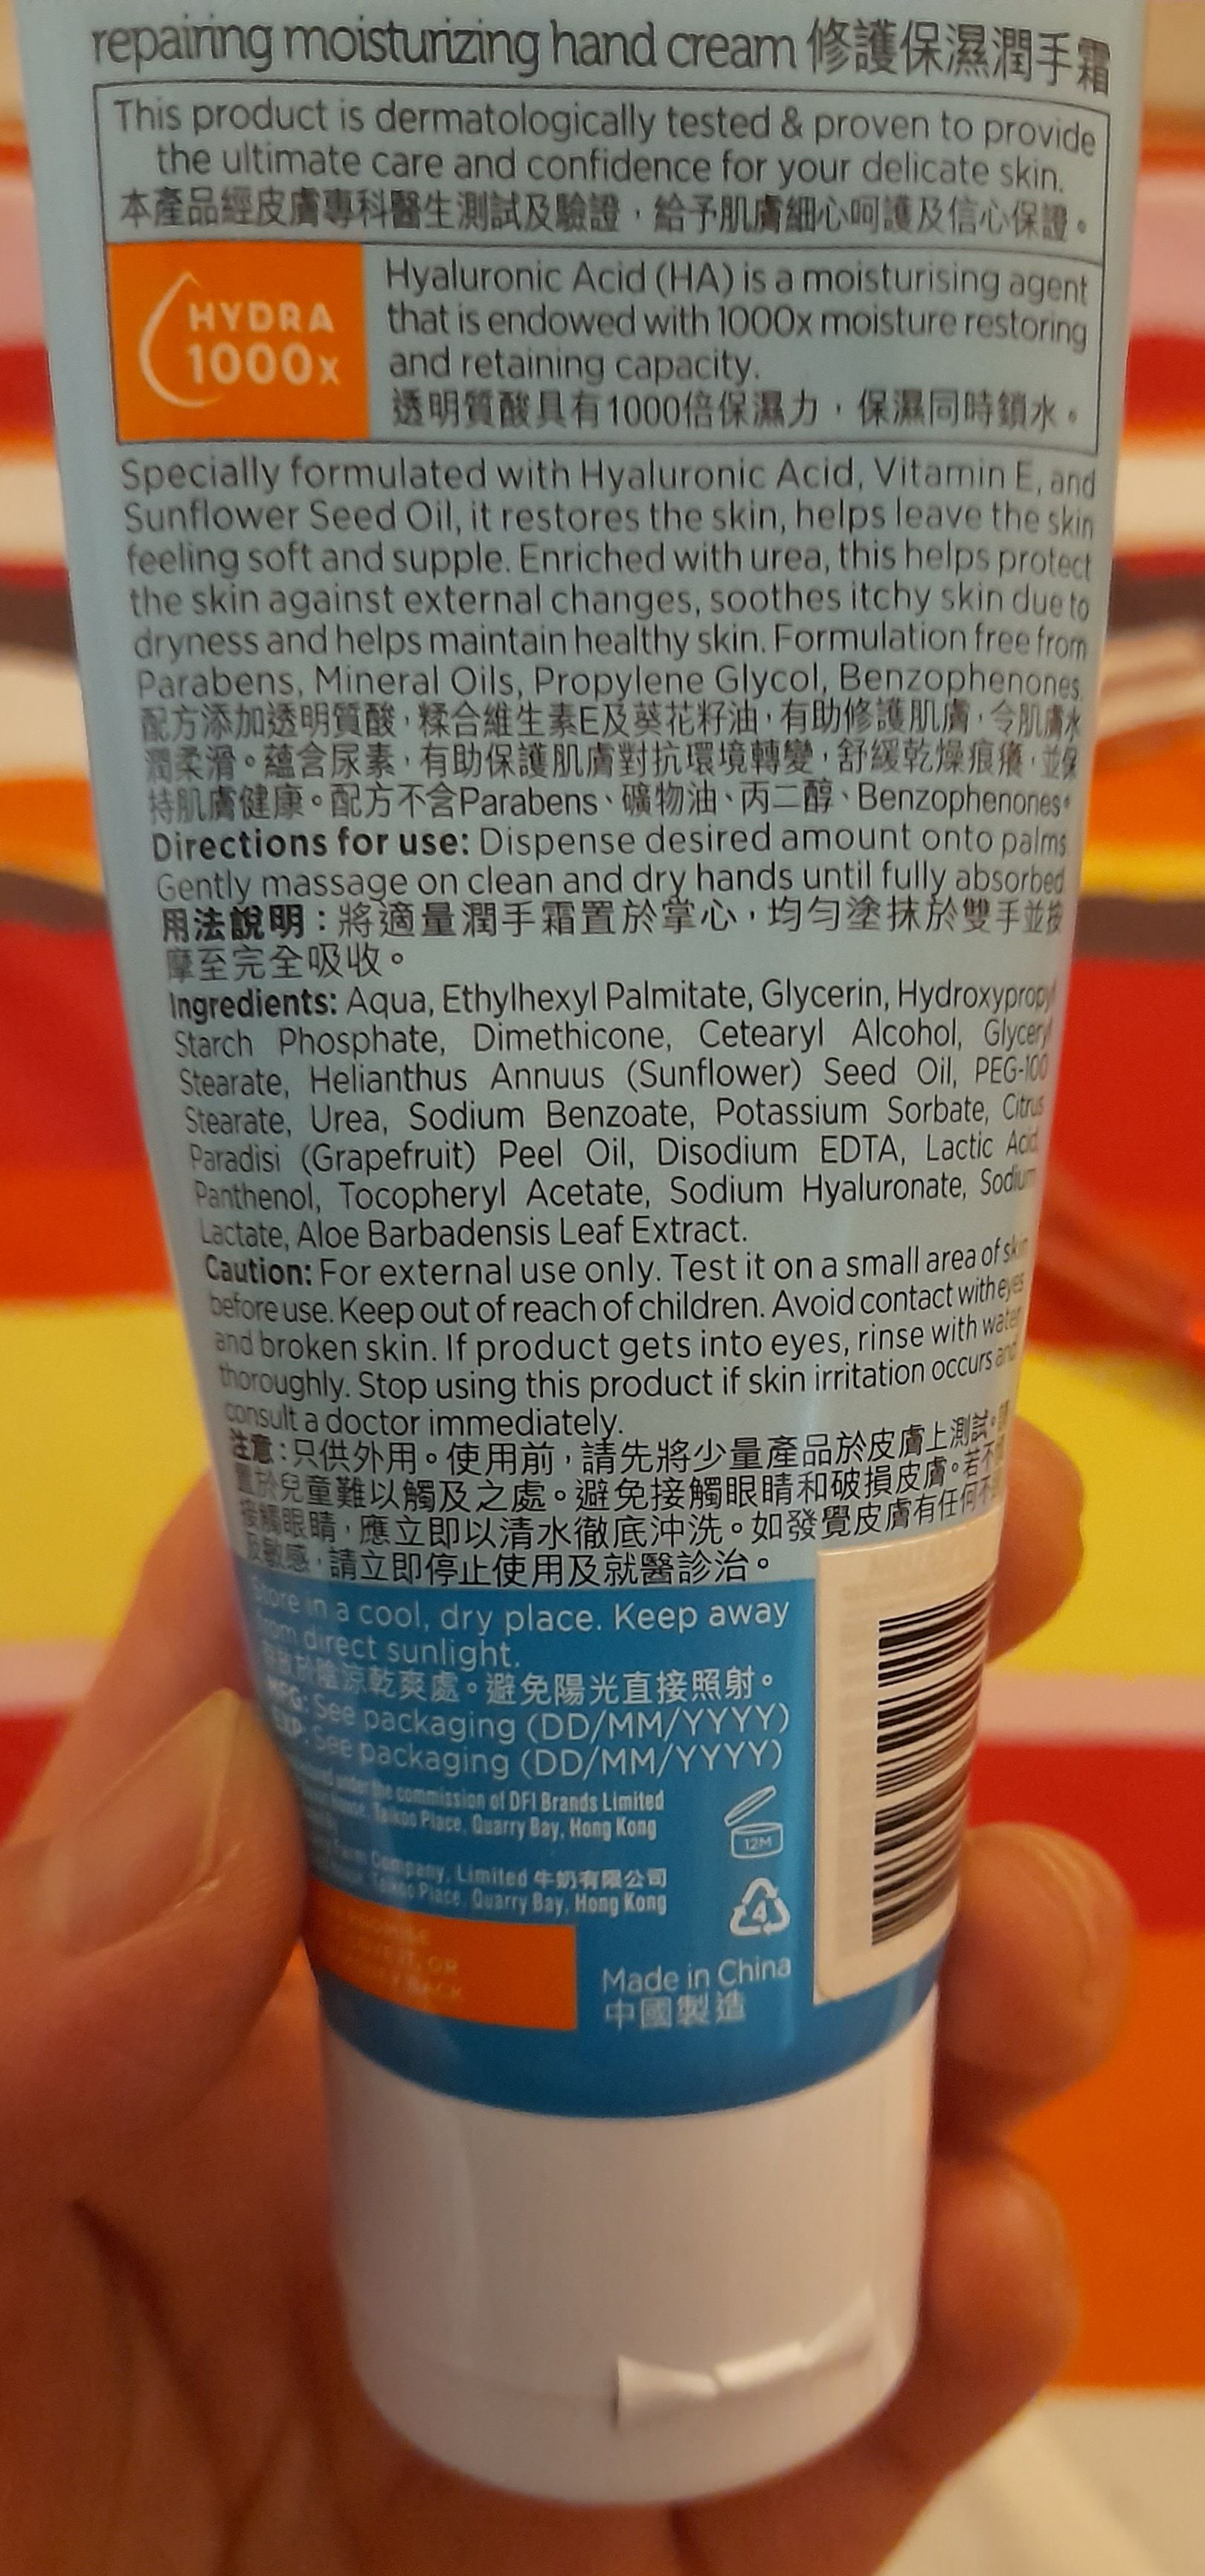 repairing moisturizing hand cream 修護保濕潤手霜
This product is dermatologically tested & proven to provide
the ultimate care and confidence for your delicate skin.
本產品經皮膚專科醫生測試及驗證，給予肌膚細心呵護及信心保證。
HYDRA
1000x
Hyaluronic Acid (HA) is a moisturising agent
that is endowed with 1000x moisture restoring
and retaining capacity.
透明質酸具有1000倍保濕力，保濕同時鎖水。
Specially formulated with Hyaluronic Acid, Vitamin E, and
Sunflower Seed Oil, it restores the skin, helps leave the skin
feeling soft and supple. Enriched with urea, this helps protect
the skin against external changes, soothes itchy skin due to
dryness and helps maintain healthy skin. Formulation free from
Parabens, Mineral Oils, Propylene Glycol, Benzophenones.
配方添加透明質酸，糅合維生素E及葵花籽油，有助修護肌膚，令肌膚水
潤柔滑。蘊含尿素，有助保護肌膚對抗環境轉變，舒緩乾燥痕癢，並保
持肌膚健康。配方不含Parabens、礦物油、丙二醇、Benzophenones。
Directions for use: Dispense desired amount onto palms.
Gently massage on clean and dry hands until fully absorbed.
用法說明：將適量潤手霜置於掌心，均勻塗抹於雙手並按
摩至完全吸收。
Ingredients: Aqua, Ethylhexyl Palmitate, Glycerin, Hydroxypropyl
Starch Phosphate, Dimethicone, Cetearyl Alcohol, Glyceryl
Stearate, Helianthus Annuus (Sunflower) Seed Oil, PEG-100
Stearate, Urea, Sodium Benzoate, Potassium Sorbate, Citrus
Paradisi (Grapefruit) Peel Oil, Disodium EDTA, Lactic Acid,
Panthenol, Tocopheryl Acetate, Sodium Hyaluronate, Sodium
Lactate, Aloe Barbadensis Leaf Extract.
Caution: For external use only. Test it on a small area of skin
before use. Keep out of reach of children. Avoid contact with eyes
and broken skin. If product gets into eyes, rinse with water
thoroughly. Stop using this product if skin irritation occurs and
consult a doctor immediately.
注意：只供外用。使用前，請先將少量產品於皮膚上測試。請
置於兒童難以觸及之處。避免接觸眼睛和破損皮膚。若不慎
接觸眼睛，應立即以清水徹底沖洗。如發覺皮膚有任何不適
及敏感，請立即停止使用及就醫診治。
Store in a cool, dry place. Keep away
from direct sunlight.
陰涼乾爽處。避免陽光直接照射。
MFG: See packaging (DD/MM/YYYY)
EXP: See packaging (DD/MM/YYYY)
under the commission of DFI Brands Limited
Taikoo Place, Quarry Bay, Hong Kong
Farm Company, Limited 牛奶有限公司
Taikoo Place, Quarry Bay, Hong Kong
12M
4
OR
BACK
Made in China
中國製造